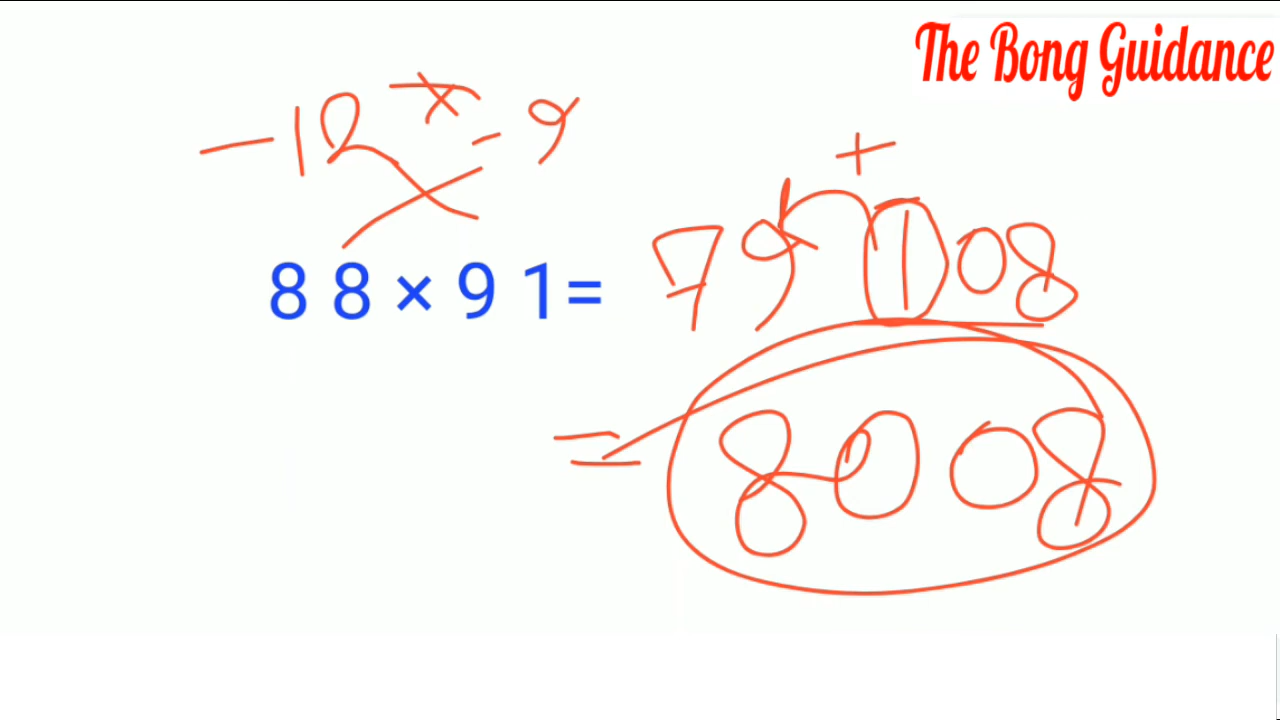 The Bong Guidance
-12 × -9
+
88 × 91= 79 108
= 8008